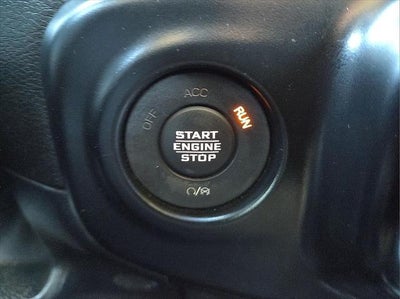 ACC
OFF
RUN
START
ENGINE
STOP